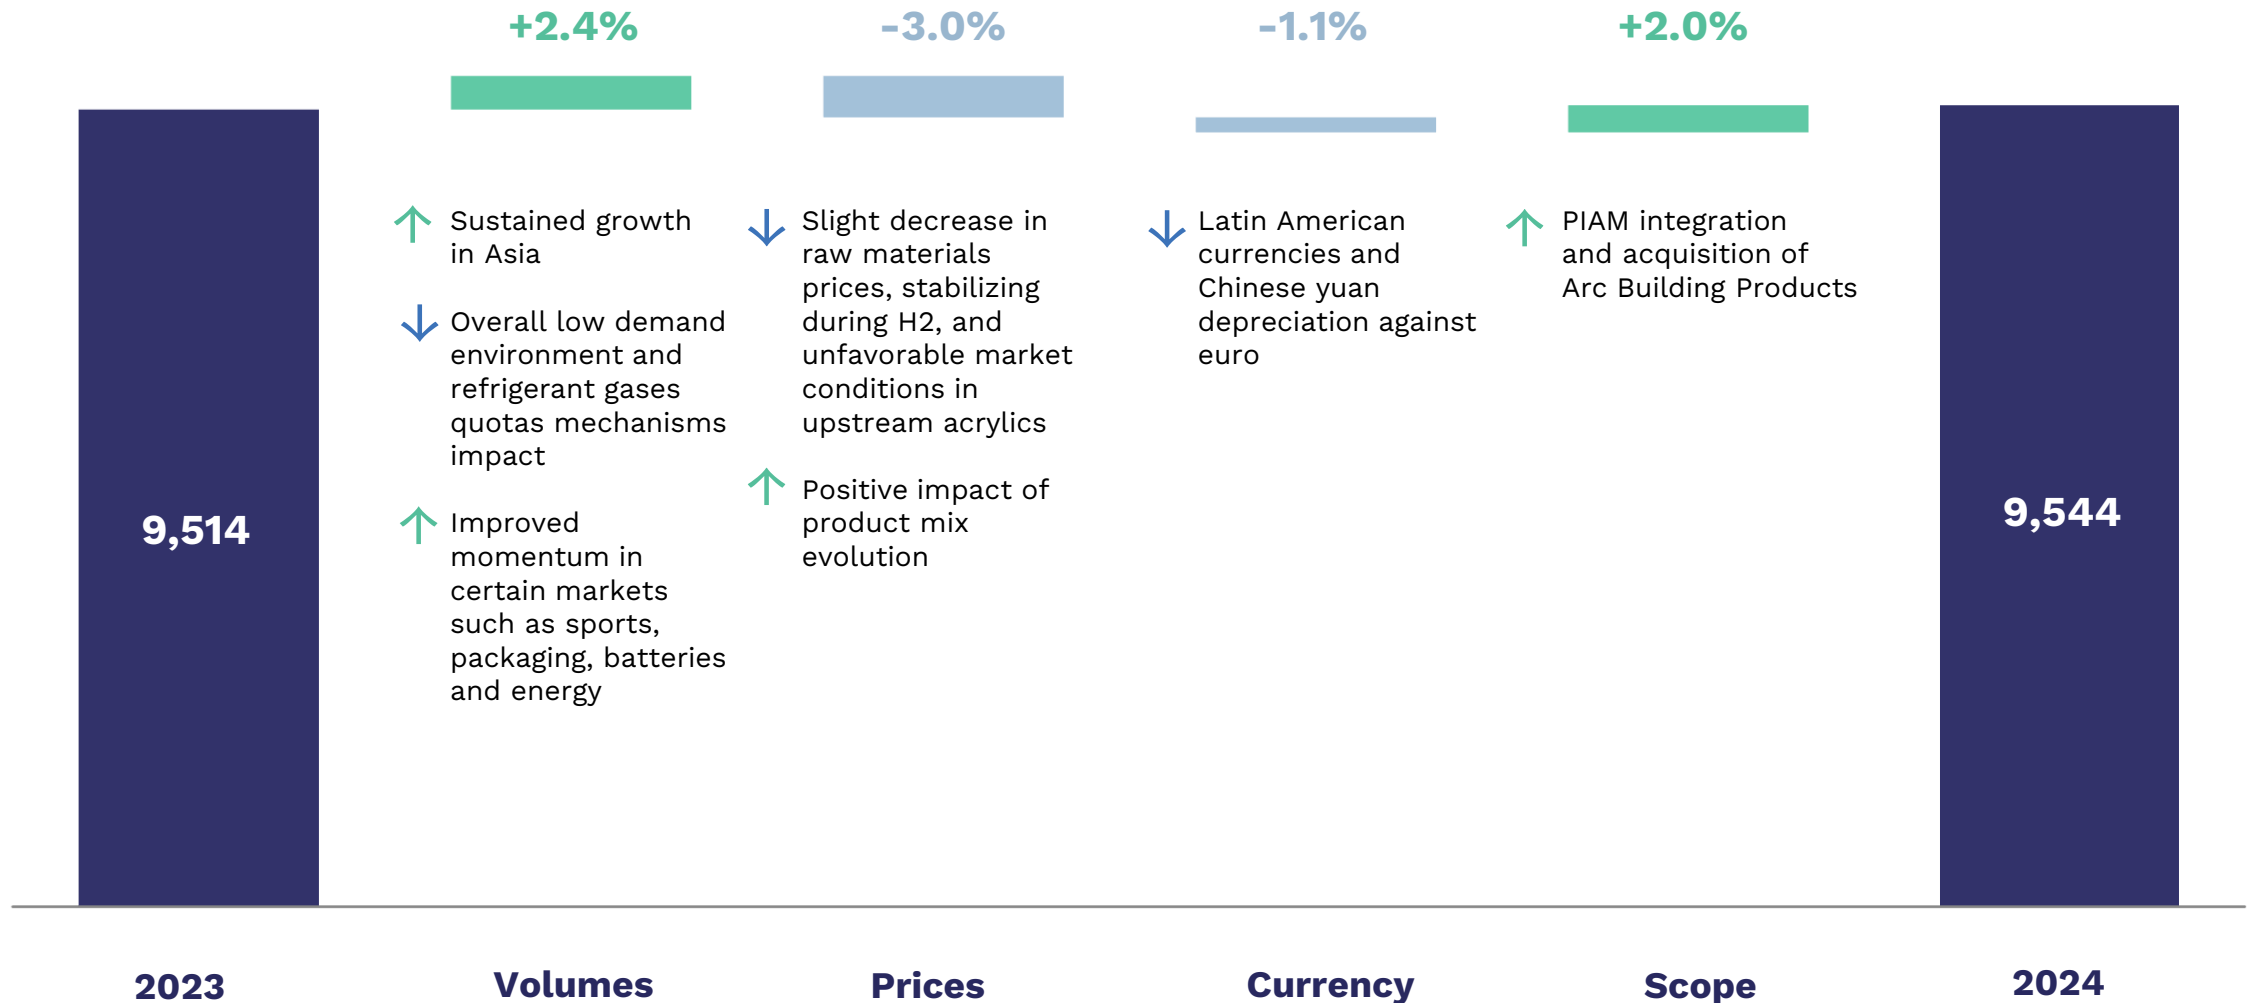 +2.4%
-3.0%
-1.1%
+2.0%
Sustained growth
in Asia
Overall low demand
environment and
refrigerant gases
quotas mechanisms
impact
Improved
momentum in
certain markets
such as sports,
packaging, batteries
and energy
Slight decrease in
raw materials
prices, stabilizing
during H2, and
unfavorable market
conditions in
upstream acrylics
Positive impact of
product mix
evolution
Latin American
currencies and
Chinese yuan
depreciation against
euro
PIAM integration
and acquisition of
Arc Building Products
9,514
9,544
2023
Volumes
Prices
Currency
Scope
2024